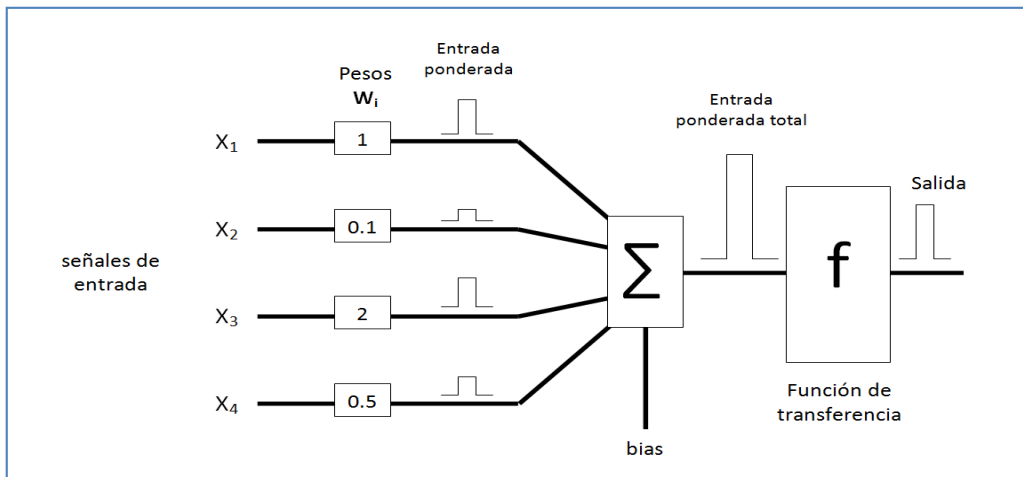 Entrada
ponderada
Pesos
Wᵢ
Entrada
ponderada total
X₁
1
Salida
X₂
0.1
señales de
entrada
Σ
f
X₃
2
X₄
0.5
Función de
transferencia
bias